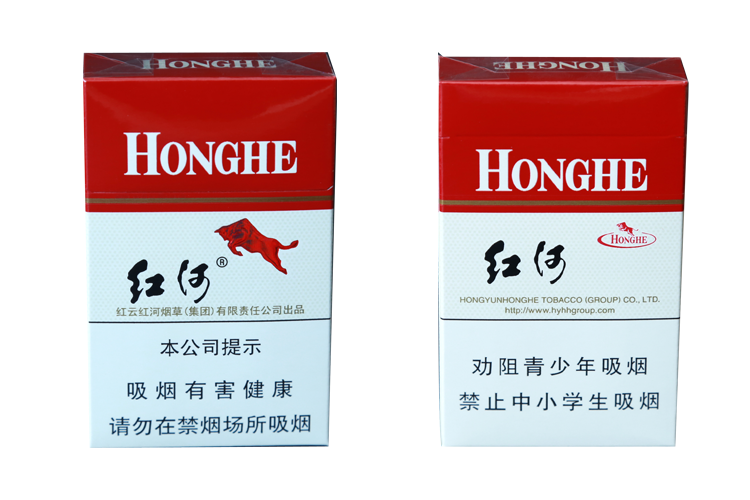 HONGHE
HONGHE
红河®
红云红河烟草(集团)有限责任公司出品
本公司提示
吸烟有害健康
请勿在禁烟场所吸烟
HONGHE
HONGHE
HONGHE
红河
HONGYUNHONGHE TOBACCO (GROUP) CO., LTD.
http://www.hyhhgroup.com
劝阻青少年吸烟
禁止中小学生吸烟